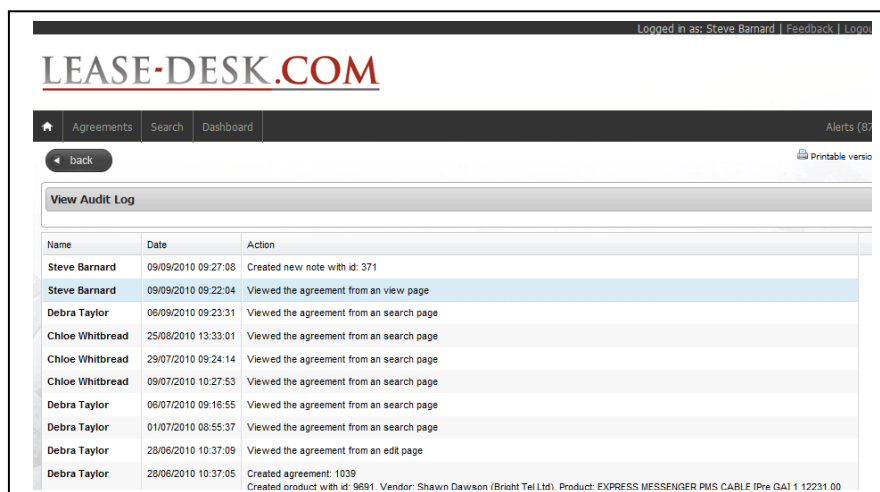 Logged in as: Steve Barnard | Feedback | Logou
LEASE-DESK.COM
Agreements Search Dashboard Alerts (87
back Printable versio
View Audit Log
Name Date Action
Steve Barnard 09/09/2010 09:27:08 Created new note with id: 371
Steve Barnard 09/09/2010 09:22:04 Viewed the agreement from an view page
Debra Taylor 06/09/2010 09:23:31 Viewed the agreement from an search page
Chloe Whitbread 25/08/2010 13:33:01 Viewed the agreement from an search page
Chloe Whitbread 29/07/2010 09:24:14 Viewed the agreement from an search page
Chloe Whitbread 09/07/2010 10:27:53 Viewed the agreement from an search page
Debra Taylor 06/07/2010 09:16:55 Viewed the agreement from an search page
Debra Taylor 01/07/2010 08:55:37 Viewed the agreement from an search page
Debra Taylor 28/06/2010 10:37:09 Viewed the agreement from an edit page
Debra Taylor 28/06/2010 10:37:05 Created agreement: 1039
Created product with id: 9691, Vendor: Shawn Dawson (Bright Tel Ltd), Product: EXPRESS MESSENGER PMS CABLE [Pre GA] 1 12231.00